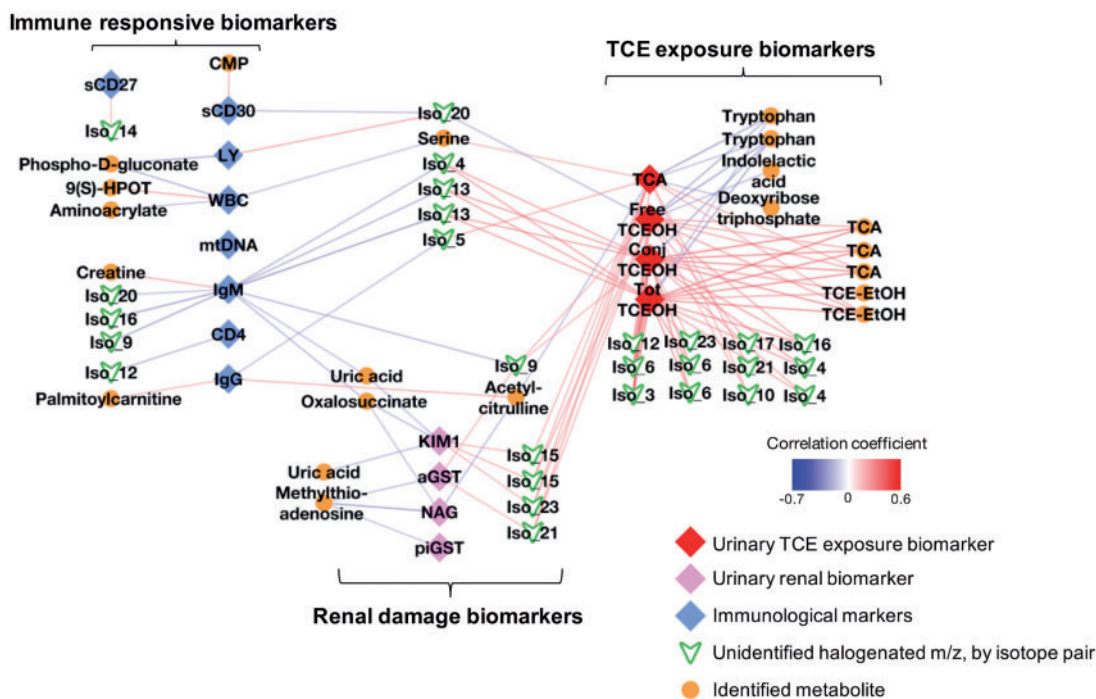 Immune responsive biomarkers
TCE exposure biomarkers
CMP
sCD27
sCD30
Iso_14
LY
Phospho-D-gluconate
9(S)-HPOT
WBC
Aminoacrylate
mtDNA
Creatine
Iso_20
IgM
Iso_16
Iso_9
CD4
Iso_12
IgG
Palmitoylcarnitine
Iso_20
Serine
Iso_4
Iso_13
Iso_13
Iso_5
Iso_9
Acetyl-
citrulline
Uric acid
Oxalosuccinate
KIM1
Uric acid
aGST
Methylthio-
adenosine
NAG
piGST
Iso_15
Iso_15
Iso_23
Iso_21
Renal damage biomarkers
Tryptophan
Tryptophan
Indolelactic
acid
Deoxyribose
triphosphate
TCA
Free
TCEOH
Conj
TCEOH
Tot
TCEOH
TCA
TCA
TCA
TCE-EtOH
TCE-EtOH
Iso_12
Iso_23
Iso_17
Iso_16
Iso_6
Iso_6
Iso_21
Iso_4
Iso_3
Iso_6
Iso_10
Iso_4
Correlation coefficient
-0.7 0 0.6
Urinary TCE exposure biomarker
Urinary renal biomarker
Immunological markers
Unidentified halogenated m/z, by isotope pair
Identified metabolite